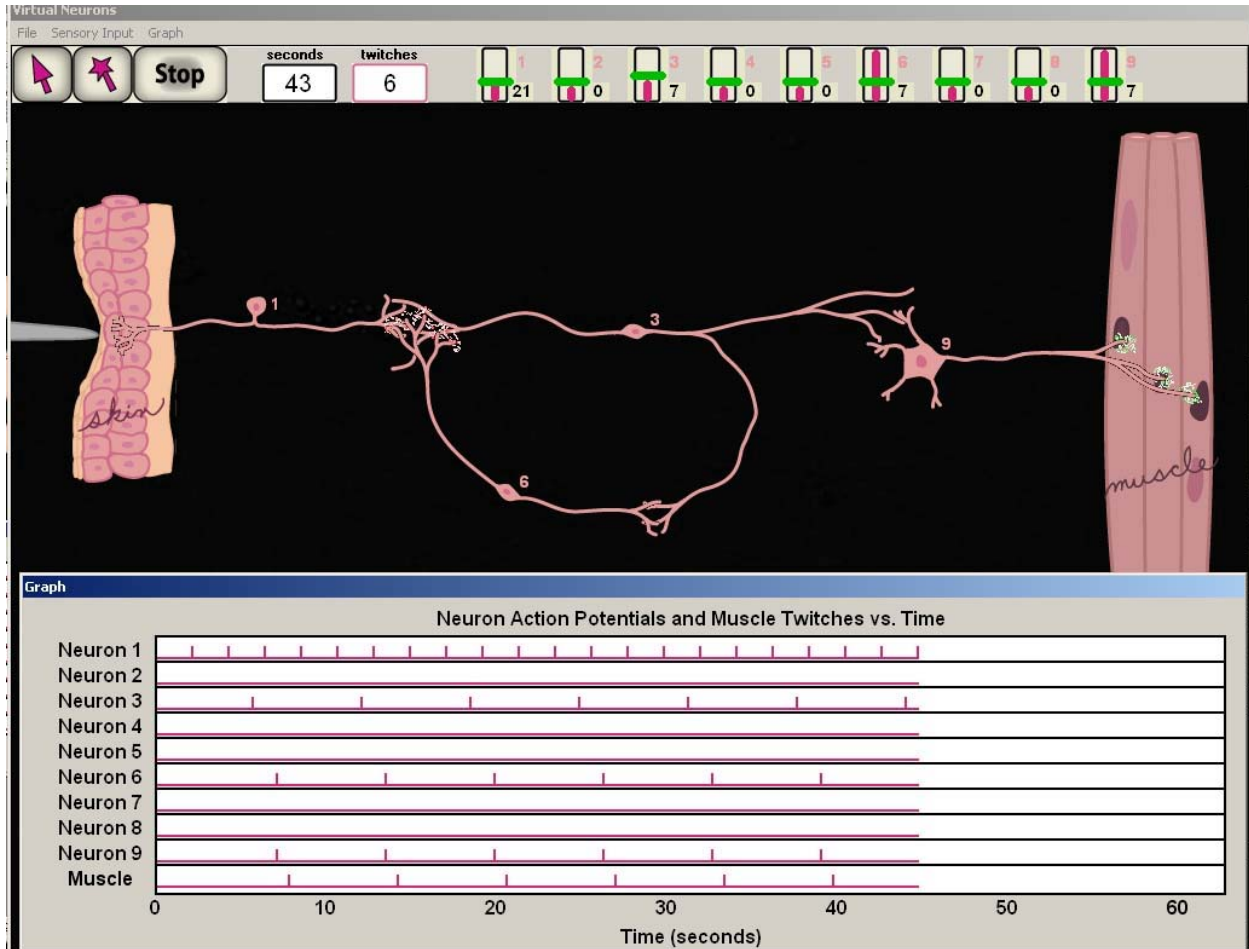 Virtual Neurons
File Sensory Input Graph
Stop
seconds
43
twitches
6
1
21
2
0
3
7
4
0
5
0
6
7
7
0
8
0
9
7
1
3
9
6
skin
muscle
Graph
Neuron Action Potentials and Muscle Twitches vs. Time
Neuron 1
Neuron 2
Neuron 3
Neuron 4
Neuron 5
Neuron 6
Neuron 7
Neuron 8
Neuron 9
Muscle
0 10 20 30 40 50 60
Time (seconds)